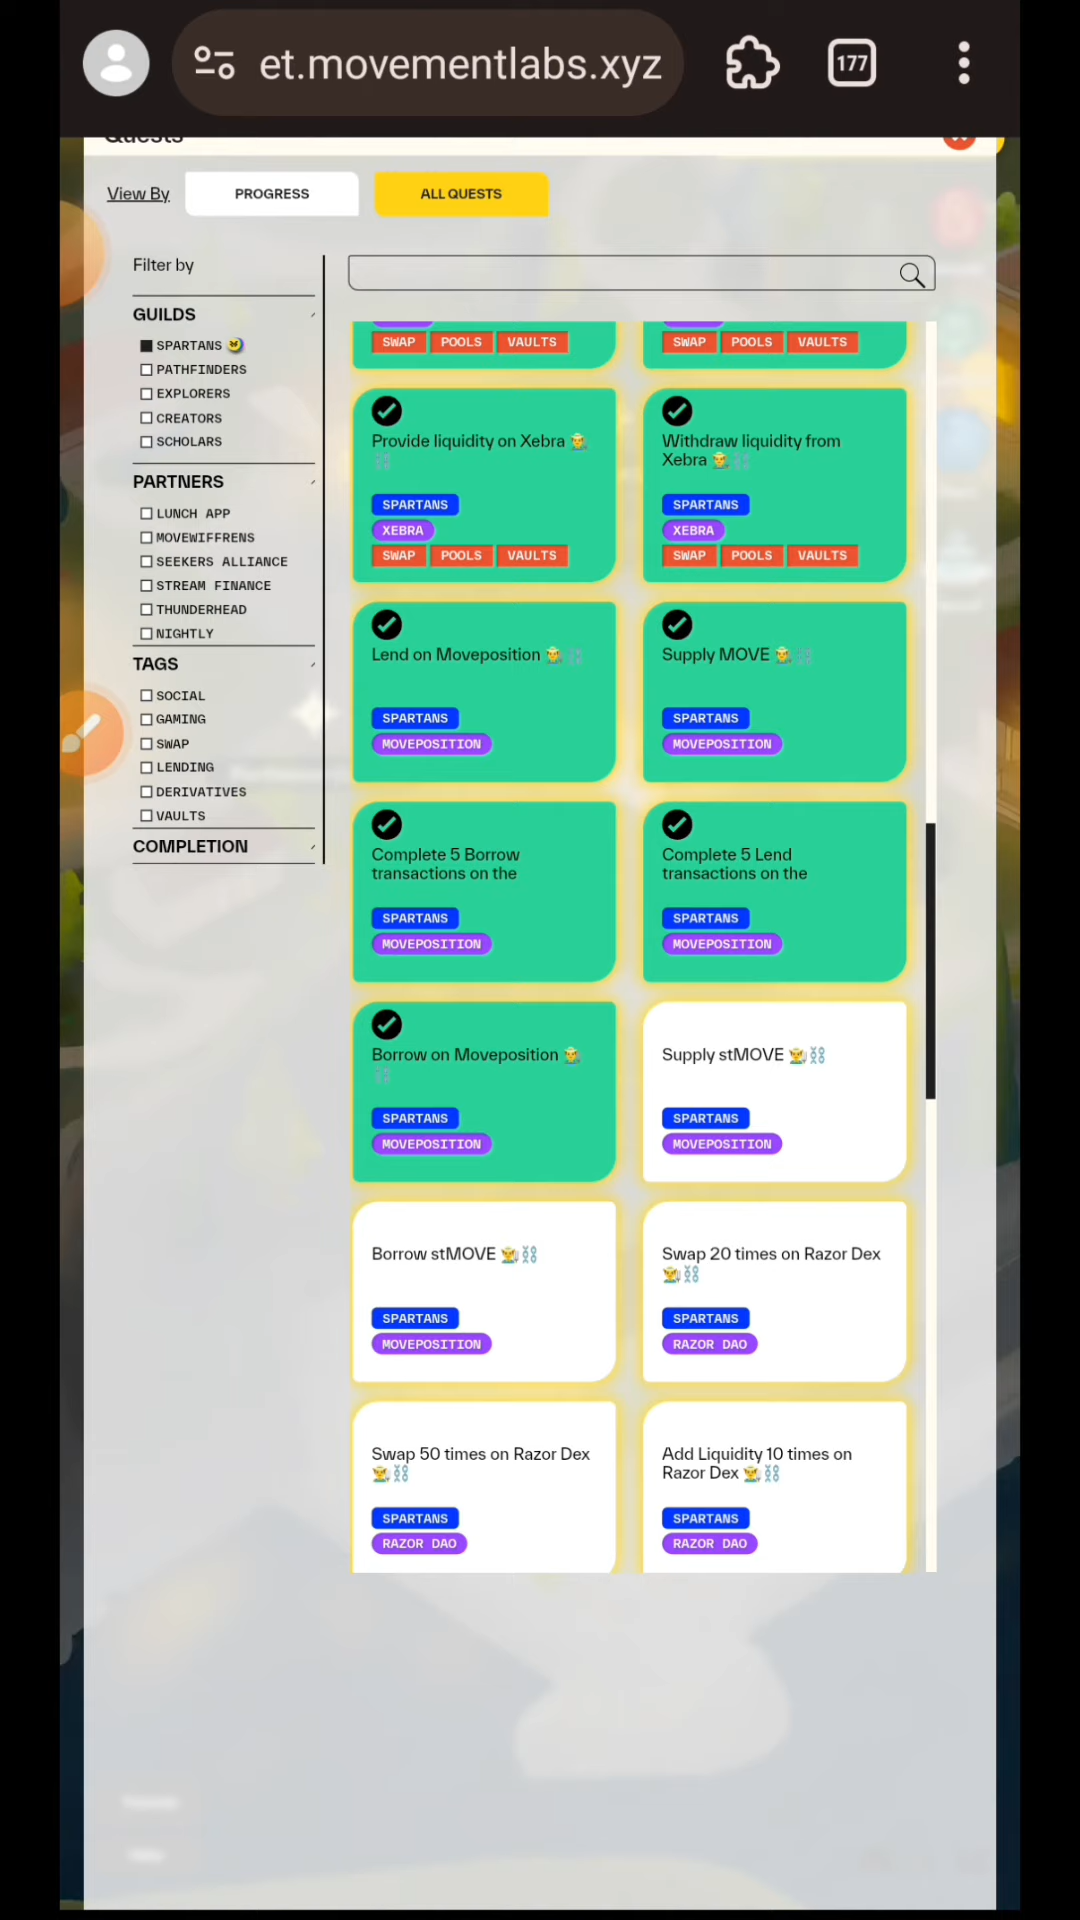 et.movementlabs.xyz
177
Quests
View By
PROGRESS
ALL QUESTS
Filter by
GUILDS
SPARTANS
PATHFINDERS
EXPLORERS
CREATORS
SCHOLARS
PARTNERS
LUNCH APP
MOVEWIFFRENS
SEEKERS ALLIANCE
STREAM FINANCE
THUNDERHEAD
NIGHTLY
TAGS
SOCIAL
GAMING
SWAP
LENDING
DERIVATIVES
VAULTS
COMPLETION
SWAP POOLS VAULTS
SWAP POOLS VAULTS
Provide liquidity on Xebra 🧑‍🌾
⛓️
SPARTANS
XEBRA
SWAP POOLS VAULTS
Withdraw liquidity from
Xebra 🧑‍🌾⛓️
SPARTANS
XEBRA
SWAP POOLS VAULTS
Lend on Moveposition 🧑‍🌾⛓️
SPARTANS
MOVEPOSITION
Supply MOVE 🧑‍🌾⛓️
SPARTANS
MOVEPOSITION
Complete 5 Borrow
transactions on the
SPARTANS
MOVEPOSITION
Complete 5 Lend
transactions on the
SPARTANS
MOVEPOSITION
Borrow on Moveposition 🧑‍🌾
⛓️
SPARTANS
MOVEPOSITION
Supply stMOVE 🧑‍🌾⛓️
SPARTANS
MOVEPOSITION
Borrow stMOVE 🧑‍🌾⛓️
SPARTANS
MOVEPOSITION
Swap 20 times on Razor Dex
🧑‍🌾⛓️
SPARTANS
RAZOR DAO
Swap 50 times on Razor Dex
🧑‍🌾⛓️
SPARTANS
RAZOR DAO
Add Liquidity 10 times on
Razor Dex 🧑‍🌾⛓️
SPARTANS
RAZOR DAO